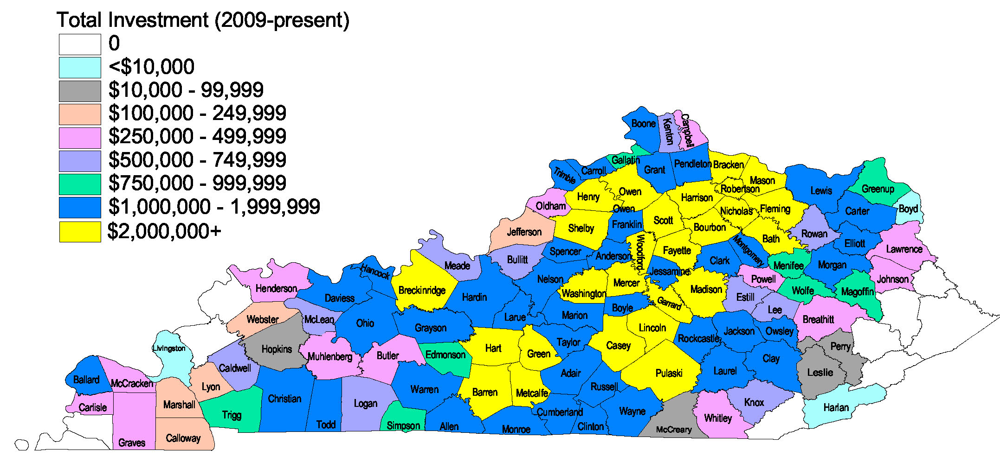 Total Investment (2009-present)
0
<$10,000
$10,000 - 99,999
$100,000 - 249,999
$250,000 - 499,999
$500,000 - 749,999
$750,000 - 999,999
$1,000,000 - 1,999,999
$2,000,000+
Boone
Kenton
Campbell
Gallatin
Carroll
Trimble
Grant
Pendleton
Bracken
Mason
Robertson
Lewis
Greenup
Boyd
Carter
Oldham
Henry
Owen
Owen
Harrison
Nicholas
Fleming
Jefferson
Shelby
Franklin
Scott
Bourbon
Bath
Rowan
Elliott
Lawrence
Meade
Bullitt
Spencer
Anderson
Woodford
Fayette
Clark
Montgomery
Menifee
Morgan
Johnson
Henderson
Daviess
Hancock
Breckinridge
Hardin
Nelson
Washington
Mercer
Jessamine
Madison
Garrard
Estill
Powell
Wolfe
Magoffin
Webster
McLean
Ohio
Grayson
Larue
Marion
Boyle
Lincoln
Rockcastle
Jackson
Owsley
Lee
Breathitt
Livingston
Hopkins
Muhlenberg
Butler
Edmonson
Hart
Green
Taylor
Casey
Pulaski
Laurel
Clay
Perry
Leslie
Ballard
McCracken
Caldwell
Lyon
Christian
Warren
Barren
Metcalfe
Adair
Russell
Carlisle
Marshall
Trigg
Todd
Logan
Simpson
Allen
Monroe
Cumberland
Clinton
Wayne
McCreary
Whitley
Knox
Harlan
Graves
Calloway